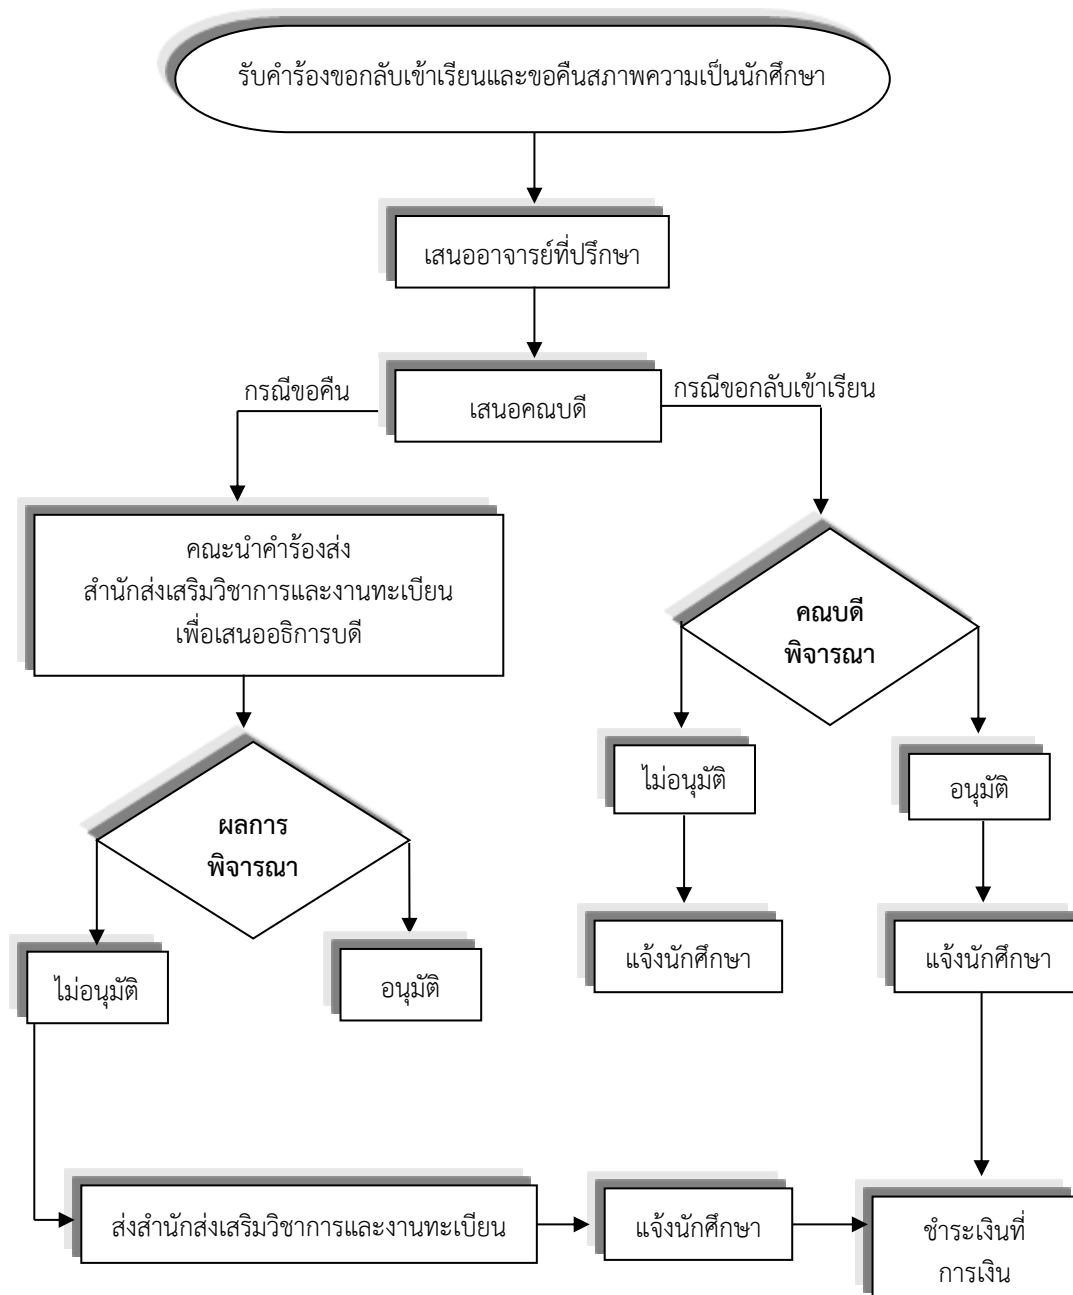 รับคำร้องขอกลับเข้าเรียนและขอคืนสภาพความเป็นนักศึกษา
เสนออาจารย์ที่ปรึกษา
กรณีขอคืน
เสนอคณบดี
กรณีขอกลับเข้าเรียน
คณะนำคำร้องส่ง
สำนักส่งเสริมวิชาการและงานทะเบียน
เพื่อเสนออธิการบดี
คณบดี
พิจารณา
ไม่อนุมัติ
อนุมัติ
ผลการ
พิจารณา
แจ้งนักศึกษา
แจ้งนักศึกษา
ไม่อนุมัติ
อนุมัติ
ส่งสำนักส่งเสริมวิชาการและงานทะเบียน
แจ้งนักศึกษา
ชำระเงินที่
การเงิน